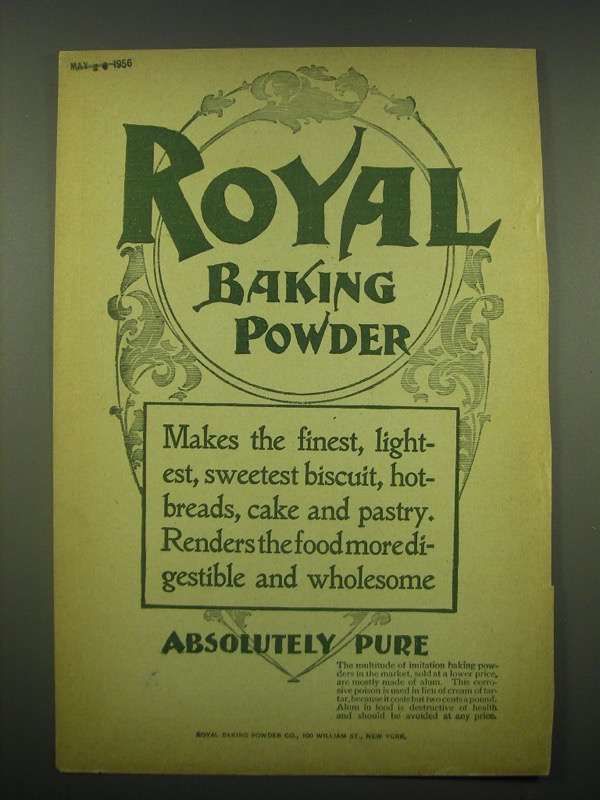 MAY 2 8 1956
ROYAL
BAKING
POWDER
Makes the finest, light-
est, sweetest biscuit, hot-
breads, cake and pastry.
Renders the food more di-
gestible and wholesome
ABSOLUTELY PURE
The multitude of imitation baking pow-
ders in the market, sold at a lower price,
are mostly made of alum. This corro-
sive poison is used in lieu of cream of tar-
tar, because it costs but two cents a pound.
Alum in food is destructive of health
and should be avoided at any price.
ROYAL BAKING POWDER CO., 100 WILLIAM ST., NEW YORK.